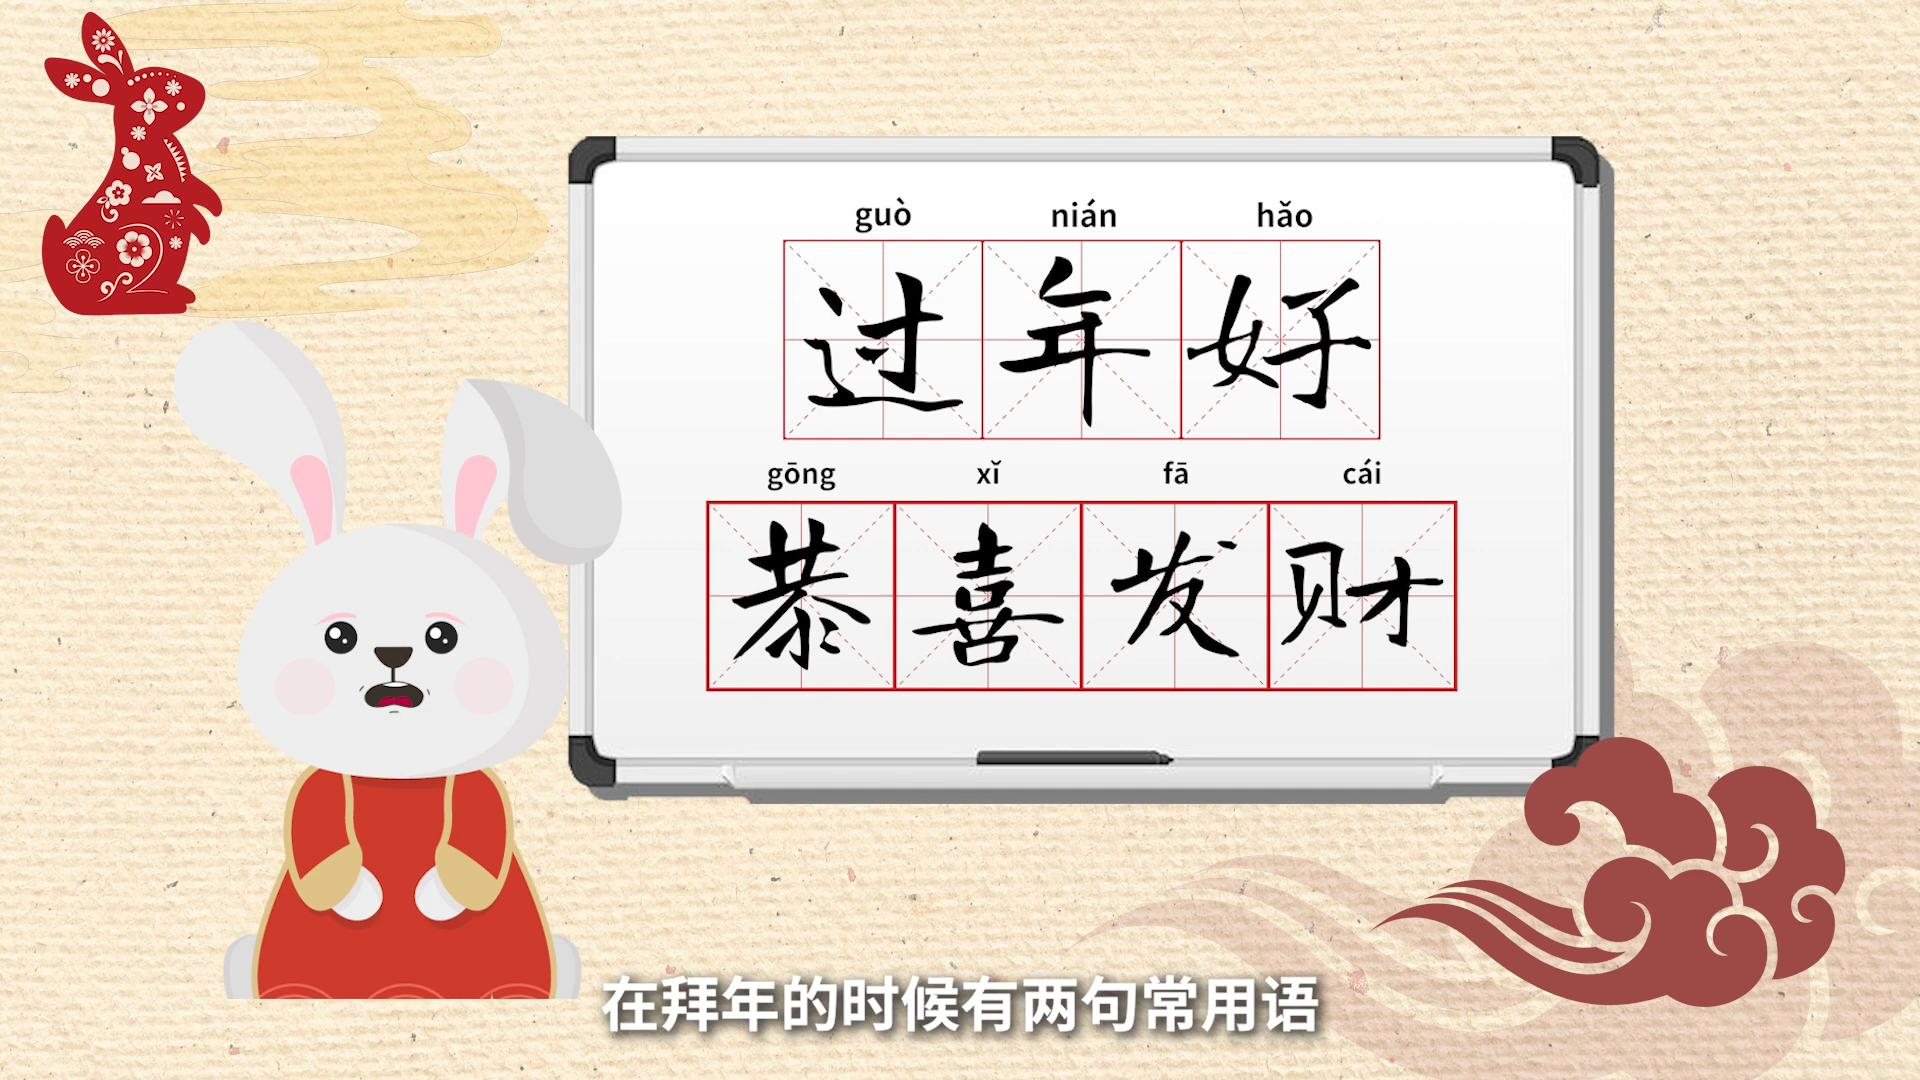 guò nián hǎo
过年好
gōng xǐ fā cái
恭喜发财
在拜年的时候有两句常用语